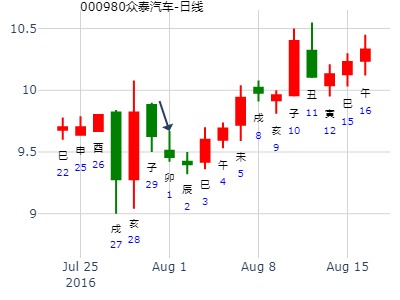 000980众泰汽车-日线
10.5
10
9.5
9
巳
22
申
25
酉
26
戌
27
亥
28
子
29
卯
1
辰
2
巳
3
午
4
未
5
戌
8
亥
9
子
10
丑
11
寅
12
巳
15
午
16
Jul 25
2016
Aug 1
Aug 8
Aug 15